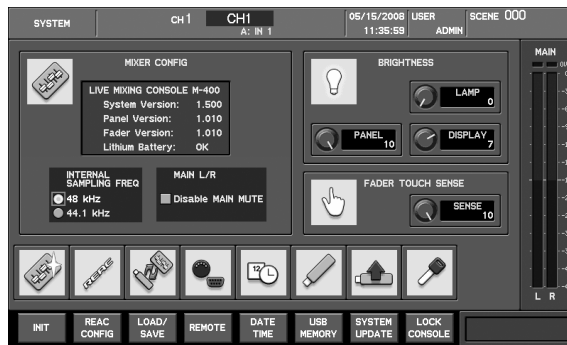 SYSTEM
CH 1
CH1
A: IN 1
05/15/2008
11:35:59
USER
ADMIN
SCENE 000
MIXER CONFIG
LIVE MIXING CONSOLE M-400
System Version: 1.500
Panel Version: 1.010
Fader Version: 1.010
Lithium Battery: OK
INTERNAL
SAMPLING FREQ
48 kHz
44.1 kHz
MAIN L/R
Disable MAIN MUTE
BRIGHTNESS
LAMP
0
PANEL
10
DISPLAY
7
FADER TOUCH SENSE
SENSE
10
MAIN
L R
12
INIT
REAC
CONFIG
LOAD/
SAVE
REMOTE
DATE
TIME
USB
MEMORY
SYSTEM
UPDATE
LOCK
CONSOLE